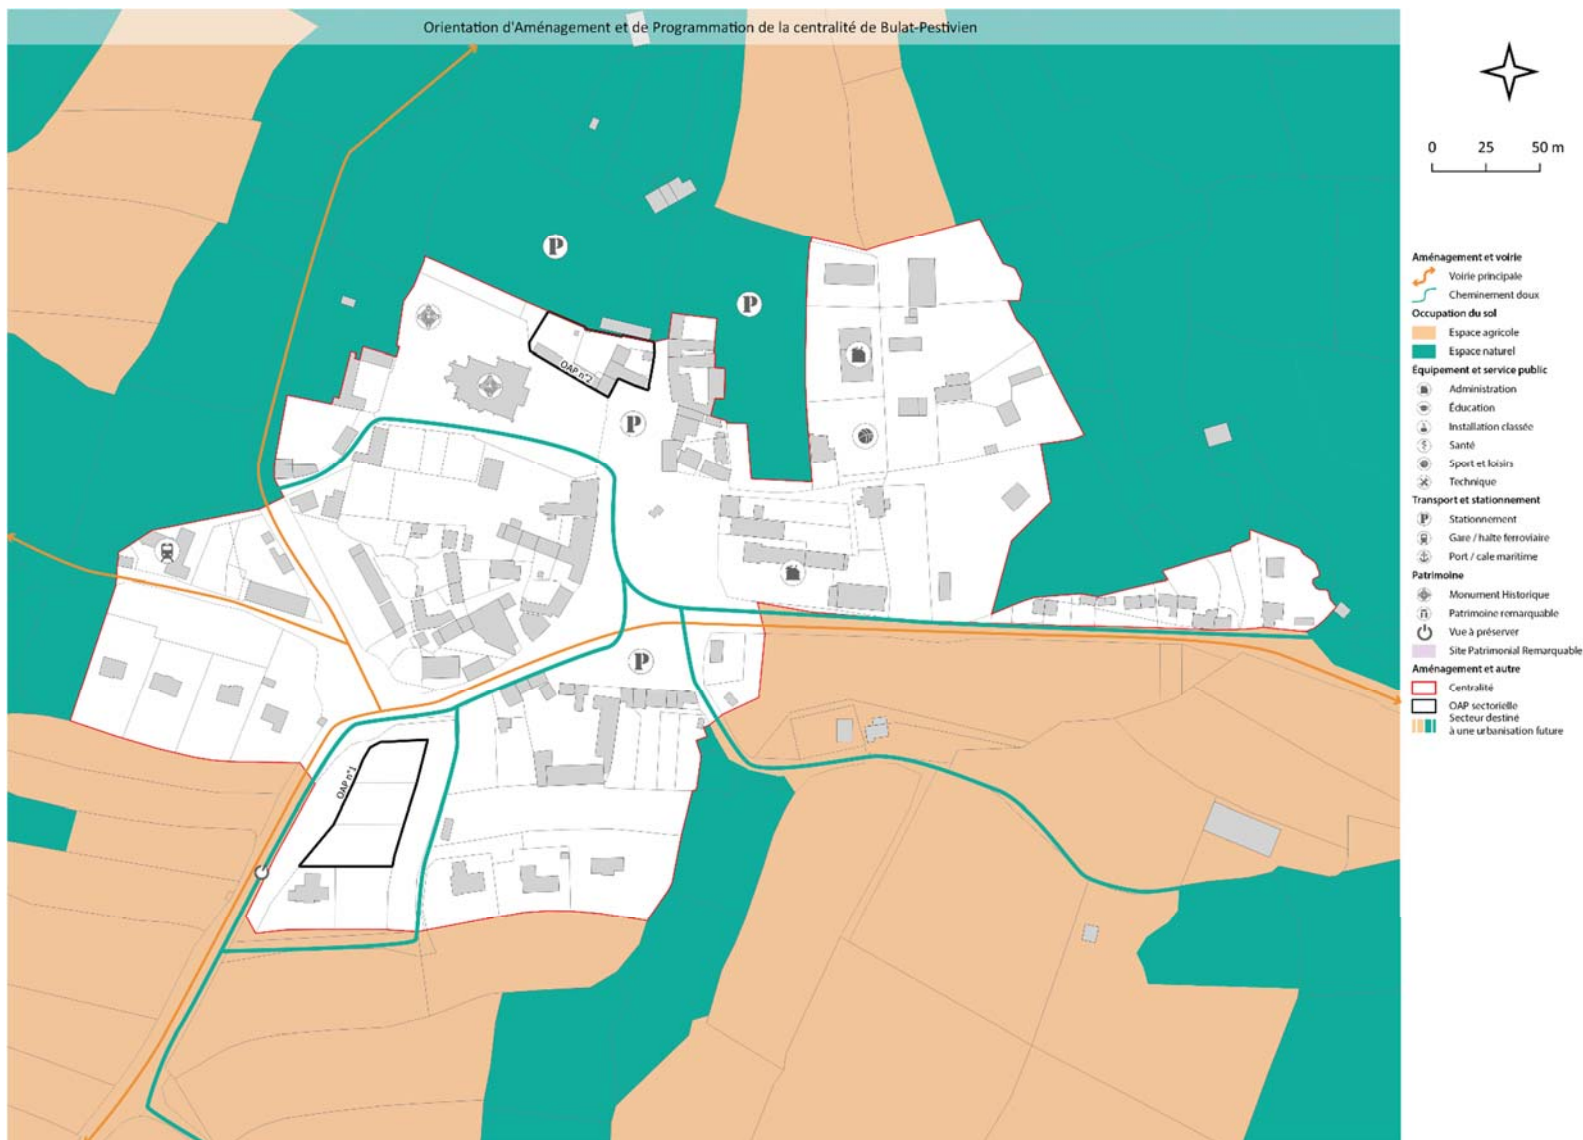 Orientation d'Aménagement et de Programmation de la centralité de Bulat-Pestivien
0 25 50 m
Aménagement et voirie
Voirie principale
Cheminement doux
Occupation du sol
Espace agricole
Espace naturel
Équipement et service public
Administration
Éducation
Installation classée
Santé
Sport et loisirs
Technique
Transport et stationnement
P Stationnement
Gare / halte ferroviaire
Port / cale maritime
Patrimoine
Monument Historique
Patrimoine remarquable
Vue à préserver
Site Patrimonial Remarquable
Aménagement et autre
Centralité
OAP sectorielle
Secteur destiné
à une urbanisation future
P
P
OAP n°2
P
P
OAP n°1